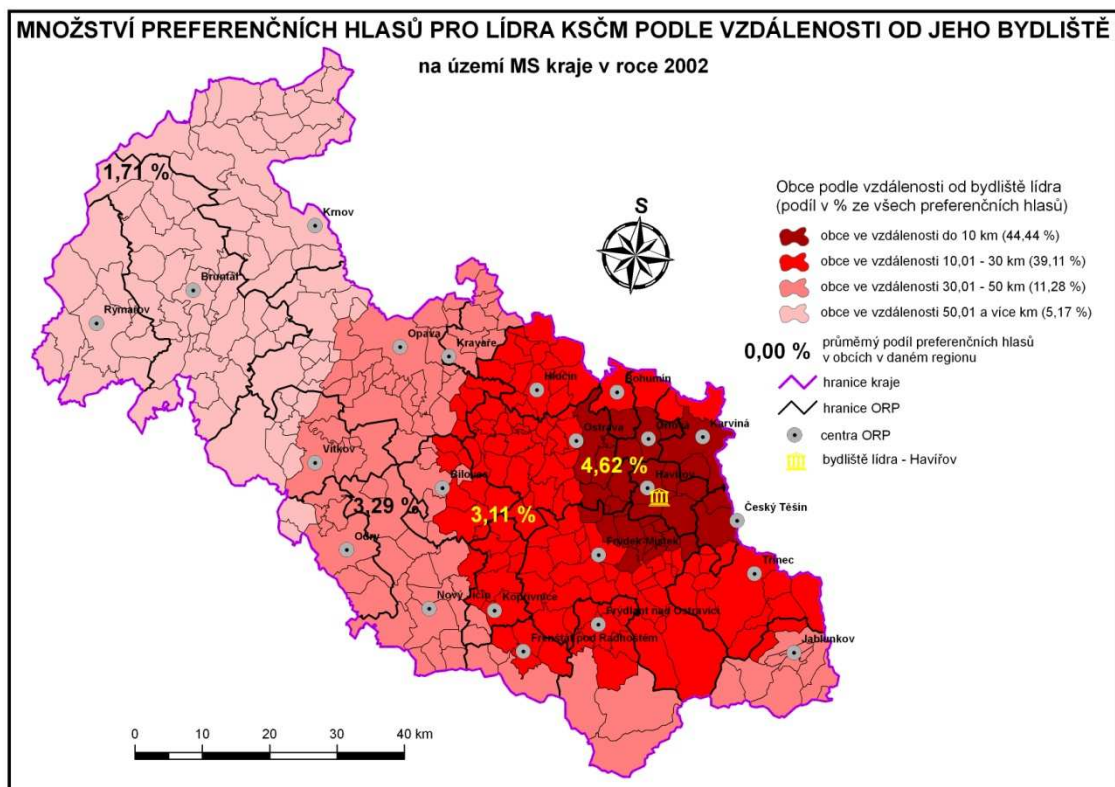 MNOŽSTVÍ PREFERENČNÍCH HLASŮ PRO LÍDRA KSČM PODLE VZDÁLENOSTI OD JEHO BYDLIŠTĚ
na území MS kraje v roce 2002
1,71 %
Krnov
Bruntál
Rýmařov
S
Obce podle vzdálenosti od bydliště lídra
(podíl v % ze všech preferenčních hlasů)
obce ve vzdálenosti do 10 km (44,44 %)
obce ve vzdálenosti 10,01 - 30 km (39,11 %)
obce ve vzdálenosti 30,01 - 50 km (11,28 %)
obce ve vzdálenosti 50,01 a více km (5,17 %)
0,00 % průměrný podíl preferenčních hlasů
v obcích v daném regionu
hranice kraje
hranice ORP
centra ORP
bydliště lídra - Havířov
Opava
Kravaře
Hlučín
Bohumín
Ostrava
Orlová
Karviná
Vítkov
4,62 %
Bílovec
Havířov
3,29 %
3,11 %
Český Těšín
Odry
Frýdek-Místek
Třinec
Nový Jičín
Kopřivnice
Frýdlant nad Ostravicí
Frenštát pod Radhoštěm
Jablunkov
0 10 20 30 40 km